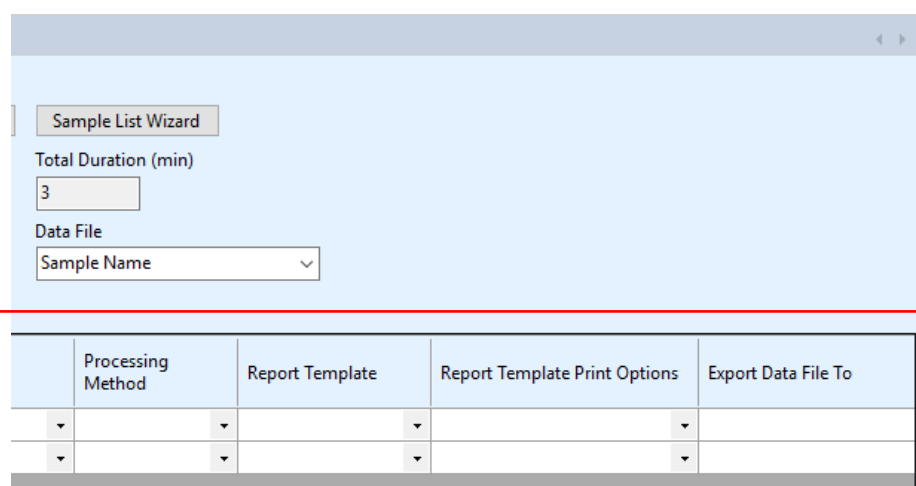 Sample List Wizard
Total Duration (min)
3
Data File
Sample Name
Processing
Method
Report Template
Report Template Print Options
Export Data File To